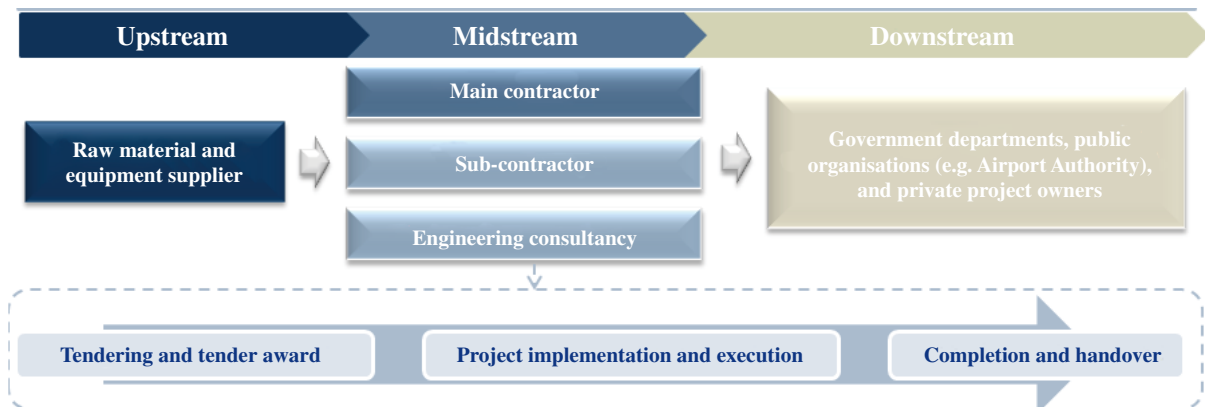 Upstream
Midstream
Downstream
Main contractor
Raw material and
equipment supplier
Sub-contractor
Government departments, public
organisations (e.g. Airport Authority),
and private project owners
Engineering consultancy
Tendering and tender award
Project implementation and execution
Completion and handover